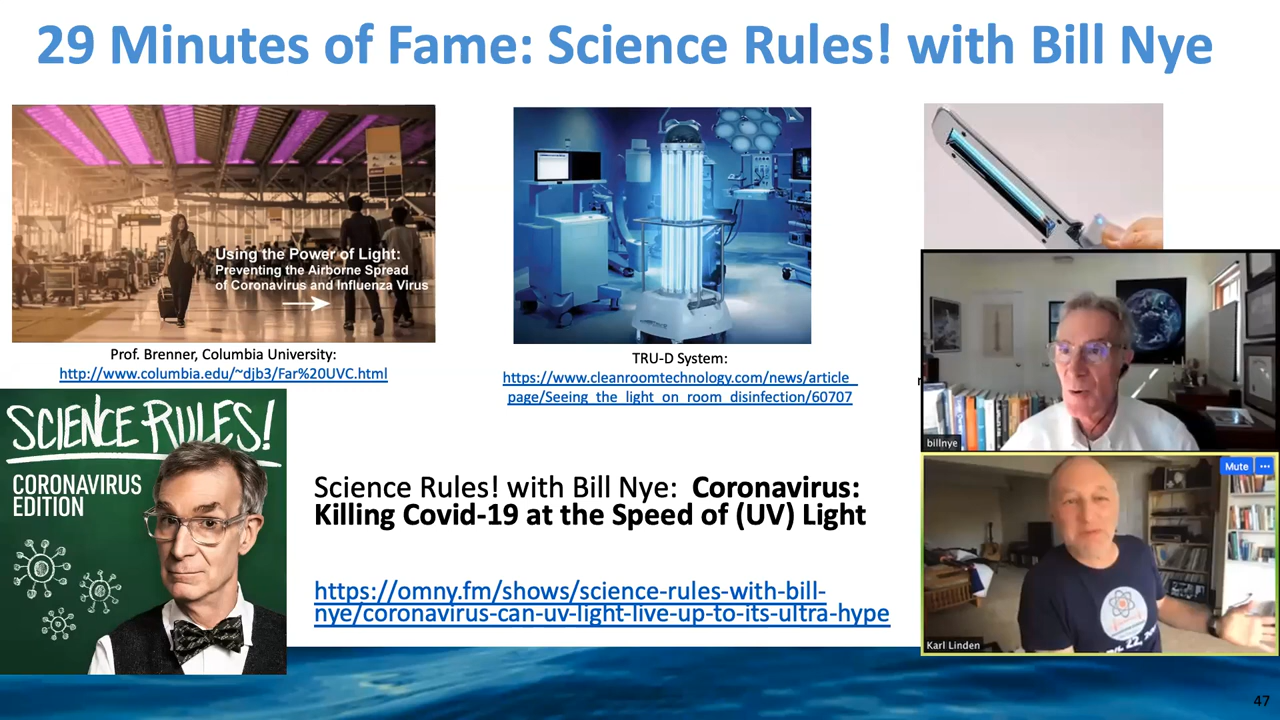 29 Minutes of Fame: Science Rules! with Bill Nye
Using the Power of Light:
Preventing the Airborne Spread
of Coronavirus and Influenza Virus
Prof. Brenner, Columbia University:
http://www.columbia.edu/~djb3/Far%20UVC.html
TRU-D System:
https://www.cleanroomtechnology.com/news/article_
page/Seeing_the_light_on_room_disinfection/60707
billnye
Mute
Karl Linden
SCIENCE RULES!
CORONAVIRUS
EDITION
Science Rules! with Bill Nye: Coronavirus:
Killing Covid-19 at the Speed of (UV) Light
https://omny.fm/shows/science-rules-with-bill-
nye/coronavirus-can-uv-light-live-up-to-its-ultra-hype
47